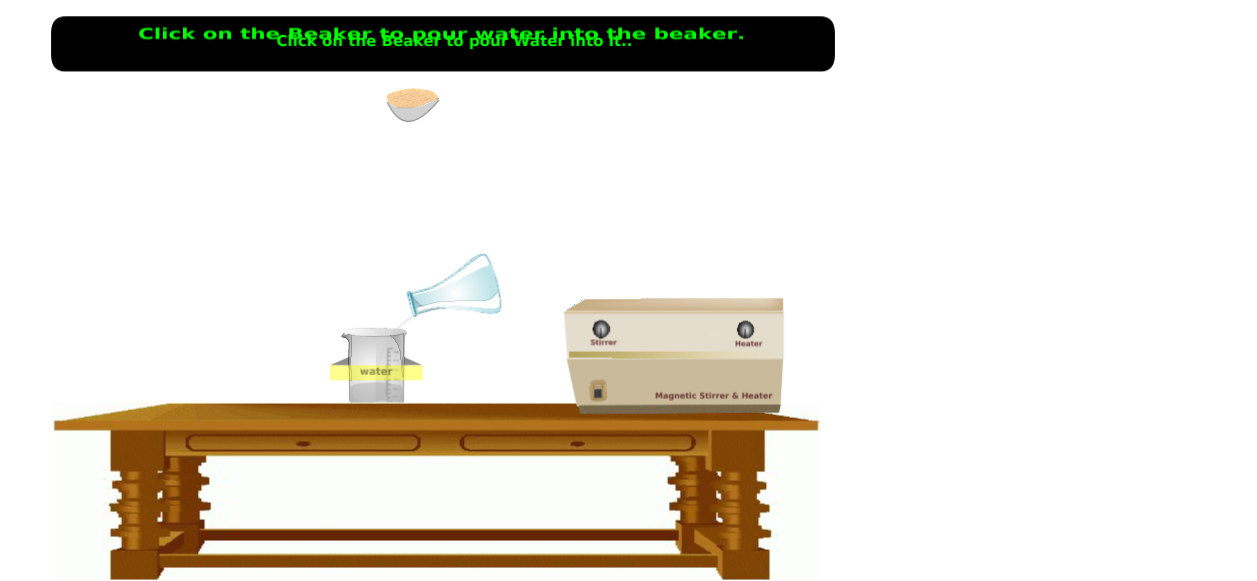 Click on the Beaker to pour water into the beaker.
Click on the Beaker to pour Water into it..
Stirrer
Heater
water
Magnetic Stirrer & Heater